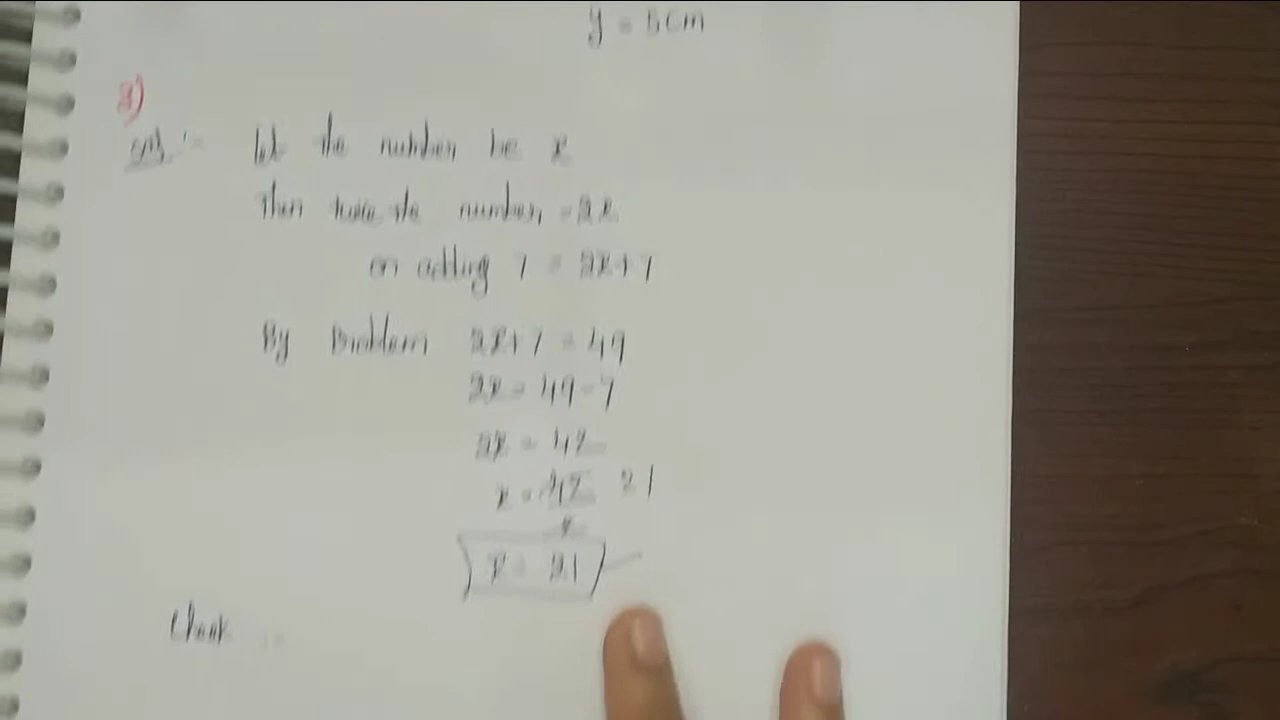 y = 5cm
3)
Sol :-
Let the number be x
Then twice the number, = 2x
on adding 7 = 2x+7
By Problem 2x+7 = 49
2x = 49-7
2x = 42
x = 42 21
2
x = 21
Check :-